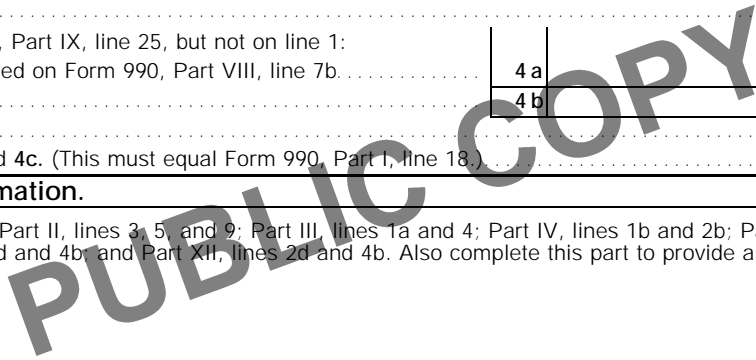 , Part IX, line 25, but not on line 1:
ed on Form 990, Part VIII, line 7b. 4a
4b
d 4c. (This must equal Form 990, Part I, line 18.)
mation.
Part II, lines 3, 5, and 9; Part III, lines 1a and 4; Part IV, lines 1b and 2b; Pa
d and 4b; and Part XII, lines 2d and 4b. Also complete this part to provide a
PUBLIC COPY